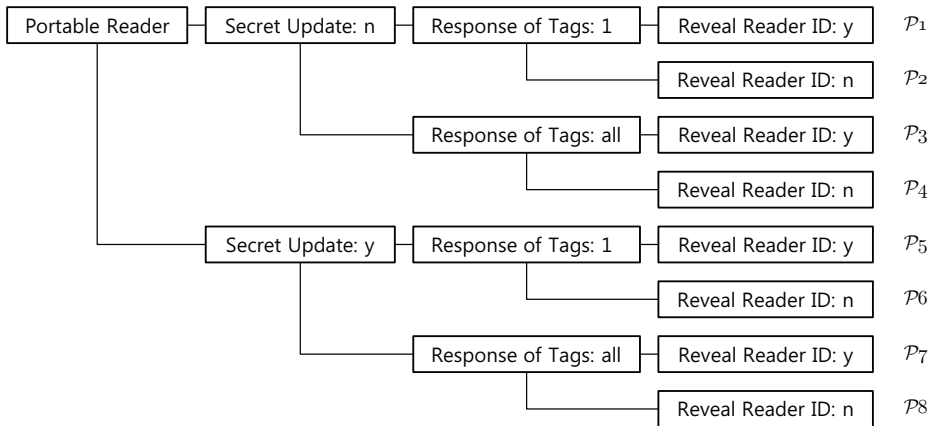 Portable Reader Secret Update: n Response of Tags: 1 Reveal Reader ID: y P1
Reveal Reader ID: n P2
Response of Tags: all Reveal Reader ID: y P3
Reveal Reader ID: n P4
Secret Update: y Response of Tags: 1 Reveal Reader ID: y P5
Reveal Reader ID: n P6
Response of Tags: all Reveal Reader ID: y P7
Reveal Reader ID: n P8